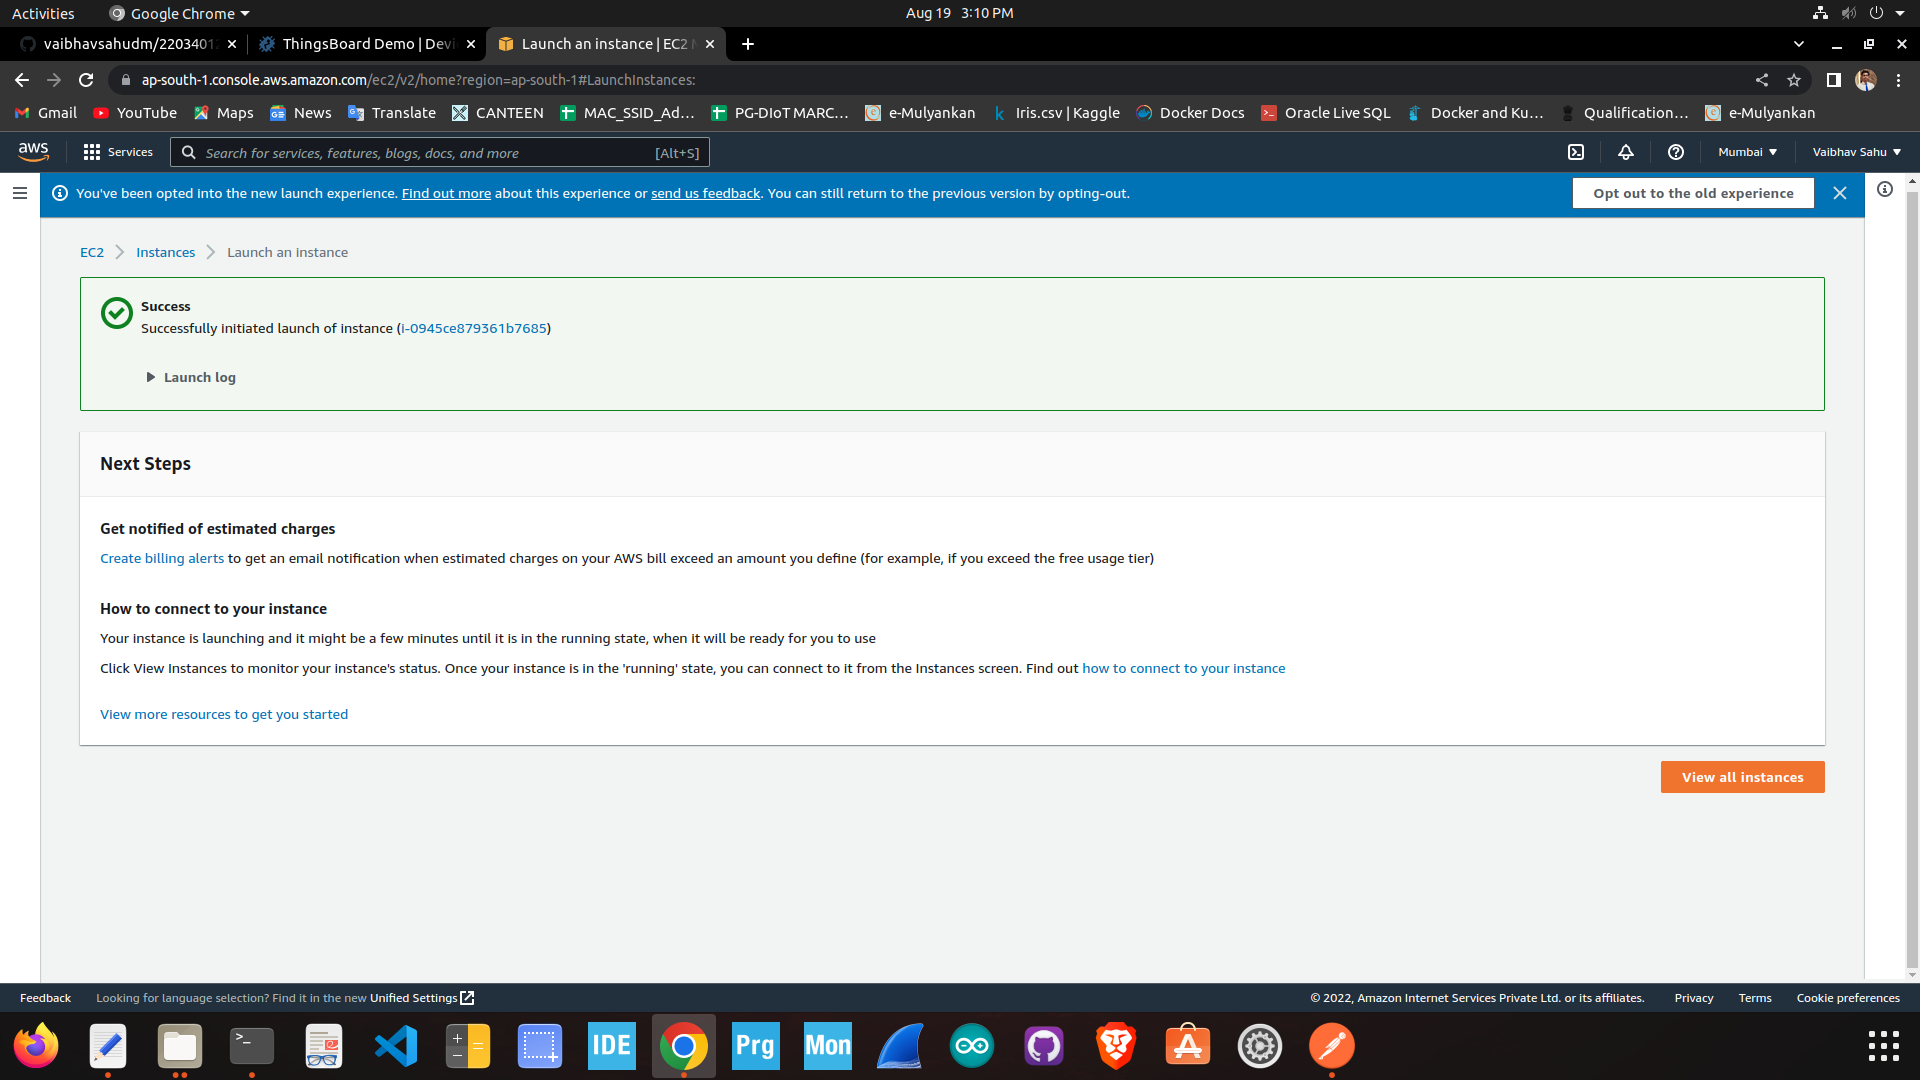 Activities
Google Chrome
Aug 19 3:10 PM
vaibhavsahudm/2203401
ThingsBoard Demo | Devi
Launch an instance | EC2
ap-south-1.console.aws.amazon.com/ec2/v2/home?region=ap-south-1#LaunchInstances:
Gmail
YouTube
Maps
News
Translate
CANTEEN
MAC_SSID_Ad...
PG-DIoT MARC...
e-Mulyankan
Iris.csv | Kaggle
Docker Docs
Oracle Live SQL
Docker and Ku...
Qualification...
e-Mulyankan
aws
Services
Search for services, features, blogs, docs, and more
[Alt+S]
Mumbai
Vaibhav Sahu
You've been opted into the new launch experience. Find out more about this experience or send us feedback. You can still return to the previous version by opting-out.
Opt out to the old experience
EC2
Instances
Launch an instance
Success
Successfully initiated launch of instance (i-0945ce879361b7685)
Launch log
Next Steps
Get notified of estimated charges
Create billing alerts to get an email notification when estimated charges on your AWS bill exceed an amount you define (for example, if you exceed the free usage tier)
How to connect to your instance
Your instance is launching and it might be a few minutes until it is in the running state, when it will be ready for you to use
Click View Instances to monitor your instance's status. Once your instance is in the 'running' state, you can connect to it from the Instances screen. Find out how to connect to your instance
View more resources to get you started
View all instances
Feedback
Looking for language selection? Find it in the new Unified Settings
© 2022, Amazon Internet Services Private Ltd. or its affiliates.
Privacy
Terms
Cookie preferences
IDE
Prg
Mon